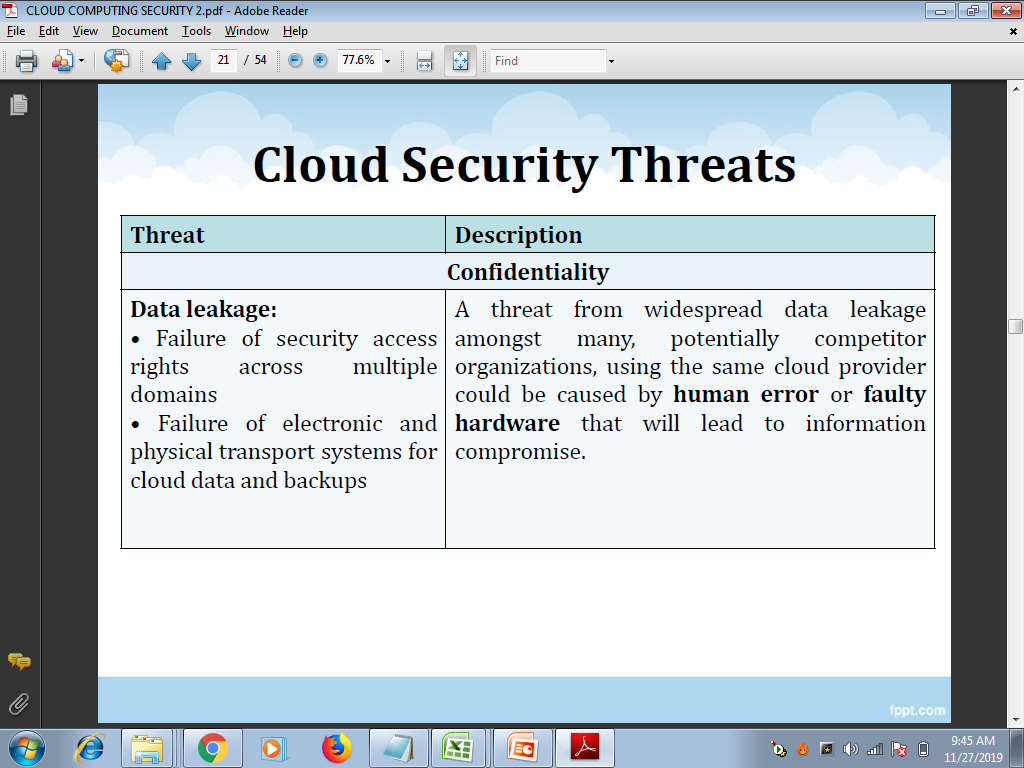 CLOUD COMPUTING SECURITY 2.pdf - Adobe Reader
File Edit View Document Tools Window Help
21 / 54 77.6% Find
Cloud Security Threats
Threat Description
Confidentiality
Data leakage:
• Failure of security access
rights across multiple
domains
• Failure of electronic and
physical transport systems for
cloud data and backups
A threat from widespread data leakage
amongst many, potentially competitor
organizations, using the same cloud provider
could be caused by human error or faulty
hardware that will lead to information
compromise.
fppt.com
9:45 AM
11/27/2019